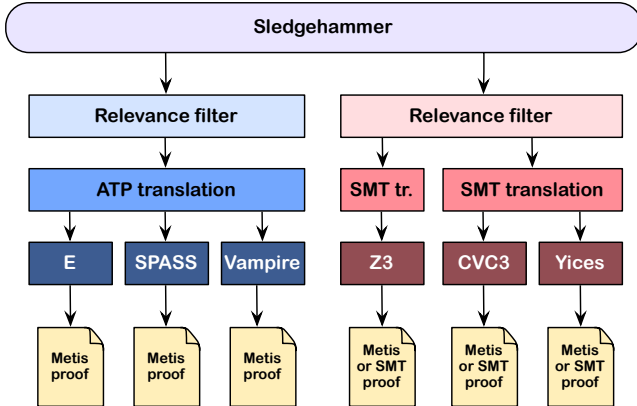 Sledgehammer
Relevance filter
Relevance filter
ATP translation
SMT tr.
SMT translation
E
SPASS
Vampire
Z3
CVC3
Yices
Metis
proof
Metis
proof
Metis
proof
Metis
or SMT
proof
Metis
or SMT
proof
Metis
or SMT
proof